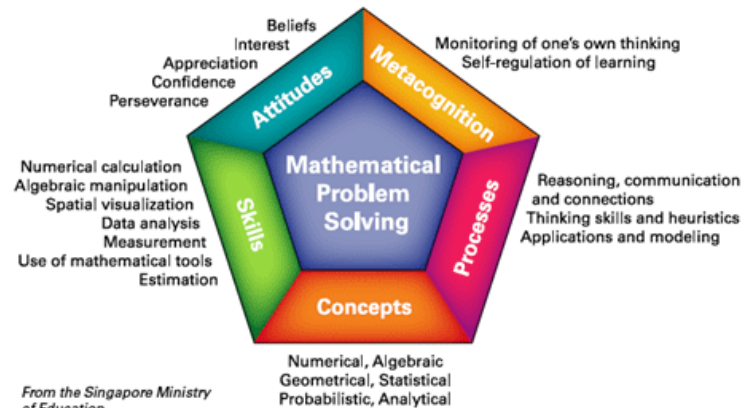 Beliefs
Interest
Appreciation
Confidence
Perseverance
Attitudes
Metacognition
Monitoring of one's own thinking
Self-regulation of learning
Mathematical
Problem
Solving
Numerical calculation
Algebraic manipulation
Spatial visualization
Data analysis
Measurement
Use of mathematical tools
Estimation
Skills
Processes
Reasoning, communication
and connections
Thinking skills and heuristics
Applications and modeling
Concepts
Numerical, Algebraic
Geometrical, Statistical
Probabilistic, Analytical
From the Singapore Ministry
of Education